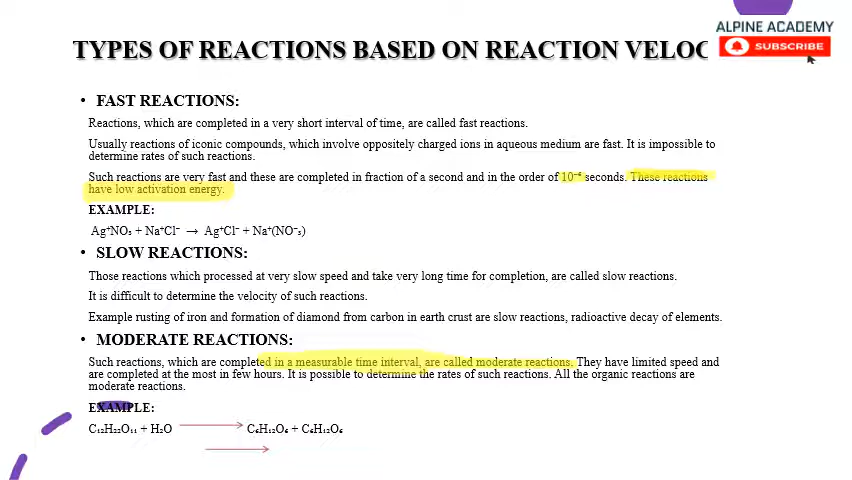 ALPINE ACADEMY
SUBSCRIBE
TYPES OF REACTIONS BASED ON REACTION VELOC
• FAST REACTIONS:
Reactions, which are completed in a very short interval of time, are called fast reactions.
Usually reactions of iconic compounds, which involve oppositely charged ions in aqueous medium are fast. It is impossible to
determine rates of such reactions.
Such reactions are very fast and these are completed in fraction of a second and in the order of 10⁻⁴ seconds. These reactions
have low activation energy.
EXAMPLE:
Ag⁺NO₃ + Na⁺Cl⁻ → Ag⁺Cl⁻ + Na⁺(NO⁻₃)
• SLOW REACTIONS:
Those reactions which processed at very slow speed and take very long time for completion, are called slow reactions.
It is difficult to determine the velocity of such reactions.
Example rusting of iron and formation of diamond from carbon in earth crust are slow reactions, radioactive decay of elements.
• MODERATE REACTIONS:
Such reactions, which are completed in a measurable time interval, are called moderate reactions. They have limited speed and
are completed at the most in few hours. It is possible to determine the rates of such reactions. All the organic reactions are
moderate reactions.
EXAMPLE:
C₁₂H₂₂O₁₁ + H₂O ⟶ C₆H₁₂O₆ + C₆H₁₂O₆